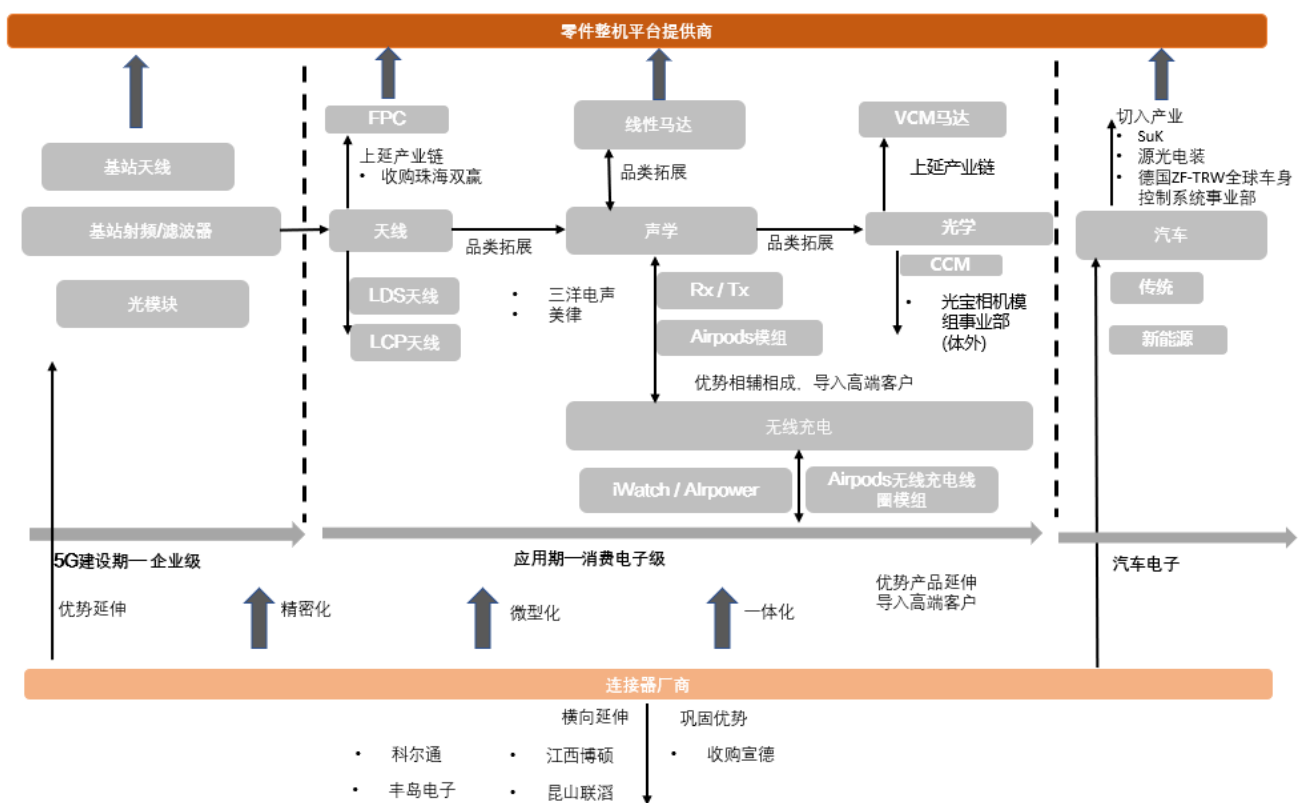 零件整机平台提供商
基站天线
基站射频/滤波器
光模块
FPC
上延产业链
• 收购珠海双赢
天线
LDS天线
LCP天线
品类拓展
• 三洋电声
• 美律
线性马达
品类拓展
声学
Rx / Tx
Airpods模组
优势相辅相成，导入高端客户
无线充电
iWatch / AIrpower
Airpods无线充电线
圈模组
品类拓展
VCM马达
上延产业链
光学
CCM
• 光宝相机模
组事业部
(体外)
切入产业
• SuK
• 源光电装
• 德国ZF-TRW全球车身
控制系统事业部
汽车
传统
新能源
5G建设期—企业级
应用期—消费电子级
汽车电子
优势延伸
精密化
微型化
一体化
优势产品延伸
导入高端客户
连接器厂商
横向延伸
巩固优势
• 科尔通
• 江西博硕
• 收购宣德
• 丰岛电子
• 昆山联滔